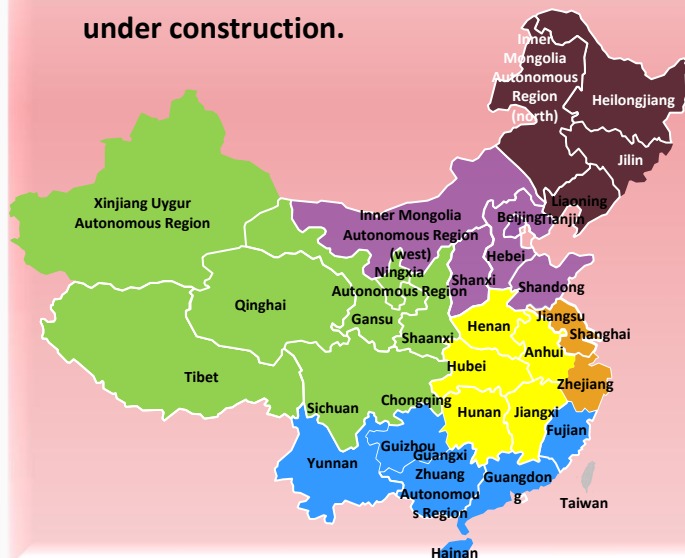 under construction.
Inner
Mongolia
Autonomous
Region
(north)
Heilongjiang
Jilin
Liaoning
Xinjiang Uygur
Autonomous Region
Inner Mongolia
Autonomous Region
(west)
Beijing
Tianjin
Hebei
Ningxia
Autonomous Region
Shanxi
Shandong
Qinghai
Gansu
Shaanxi
Henan
Jiangsu
Shanghai
Anhui
Hubei
Tibet
Zhejiang
Sichuan
Chongqing
Hunan
Jiangxi
Fujian
Yunnan
Guizhou
Guangxi
Zhuang
Autonomou
s Region
Guangdon
g
Taiwan
Hainan